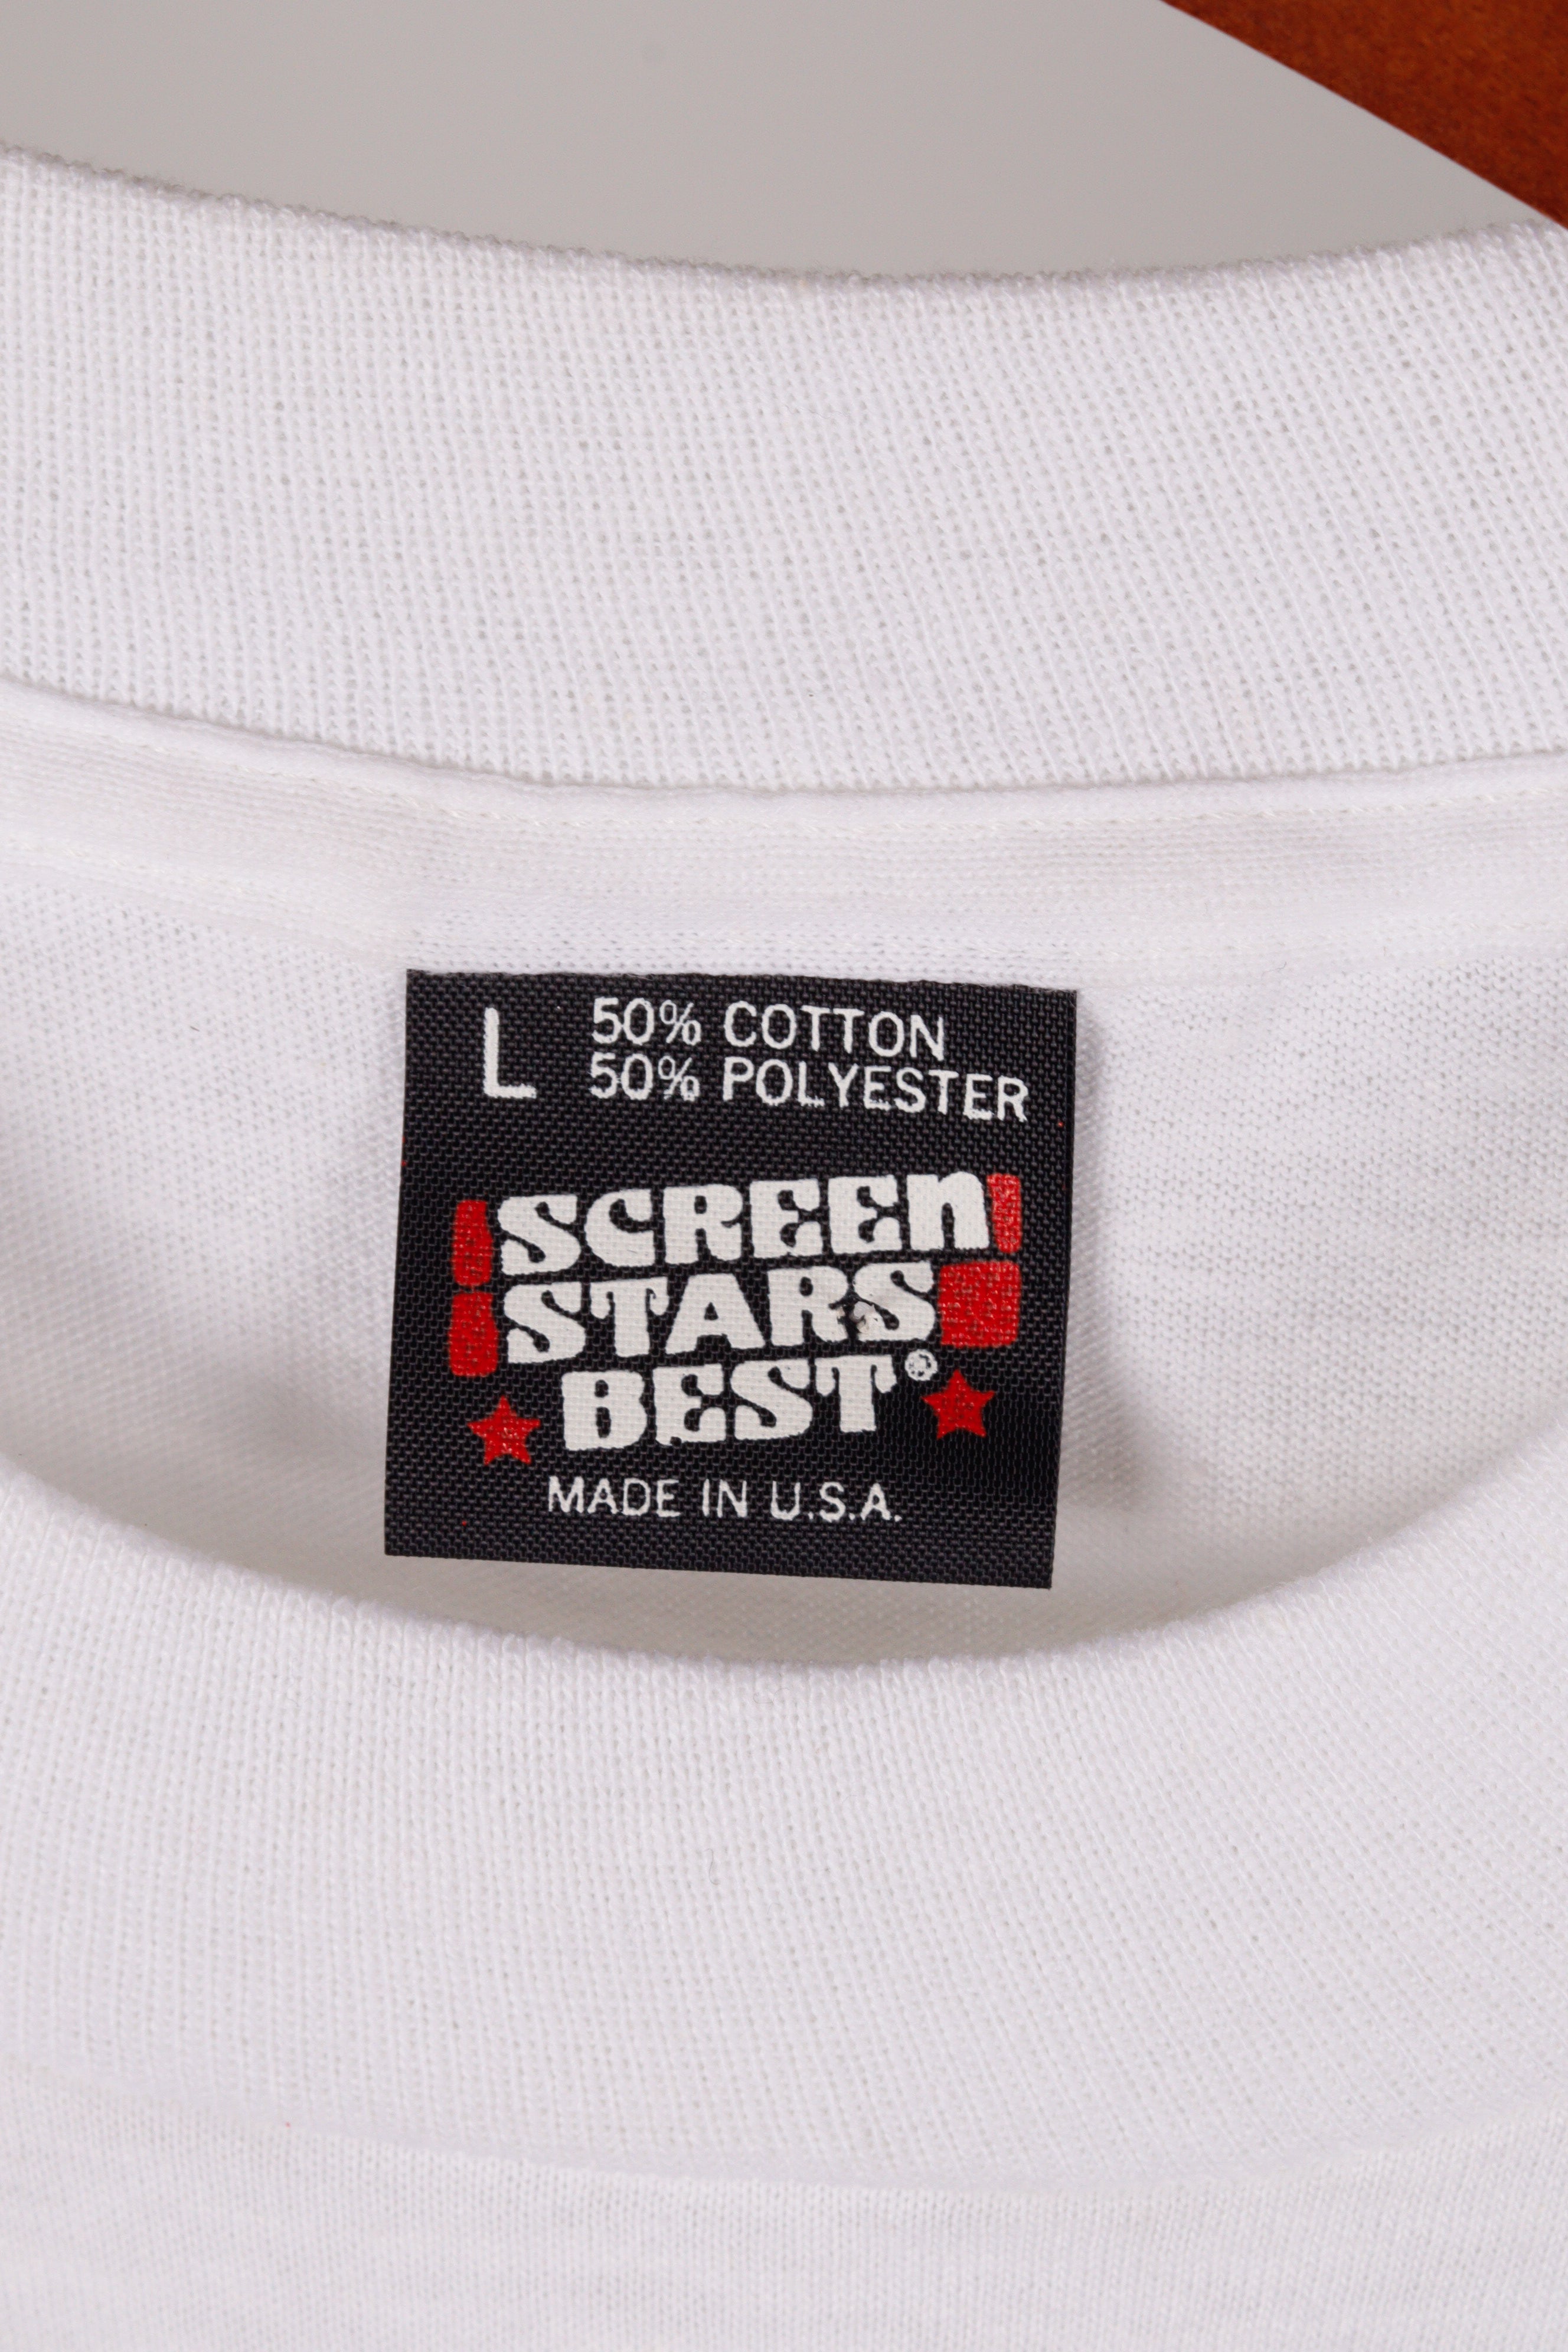 L 50% COTTON
50% POLYESTER
SCREEN
STARS
BEST®
MADE IN U.S.A.